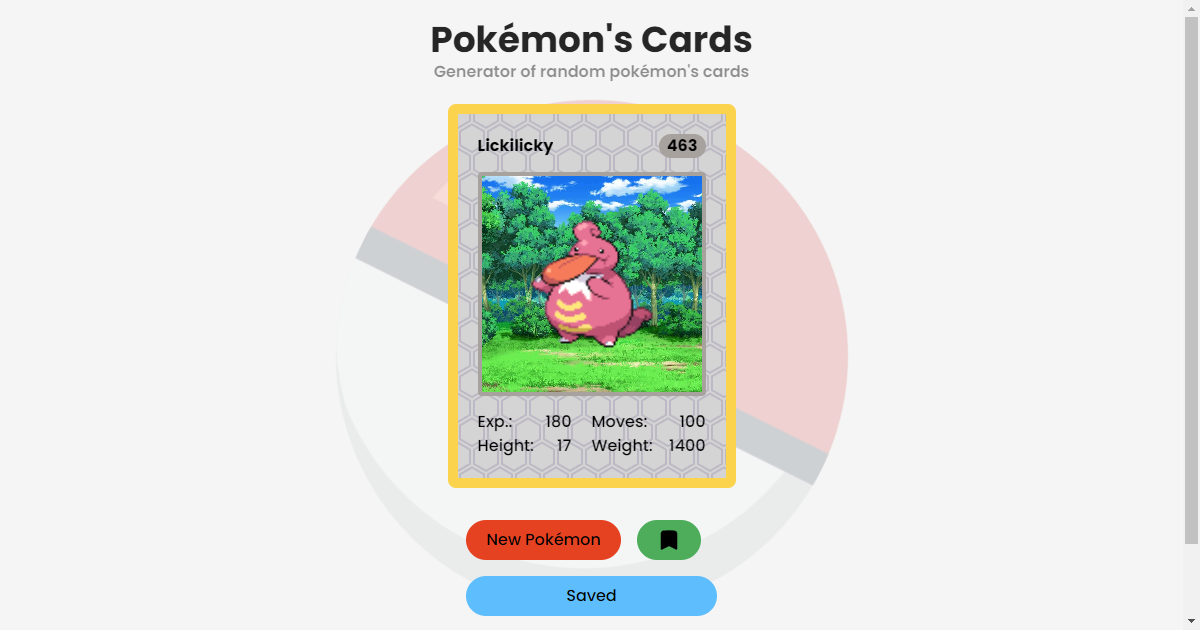 Pokémon's Cards
Generator of random pokémon's cards
Lickilicky 463
Exp.: 180 Moves: 100
Height: 17 Weight: 1400
New Pokémon
Saved